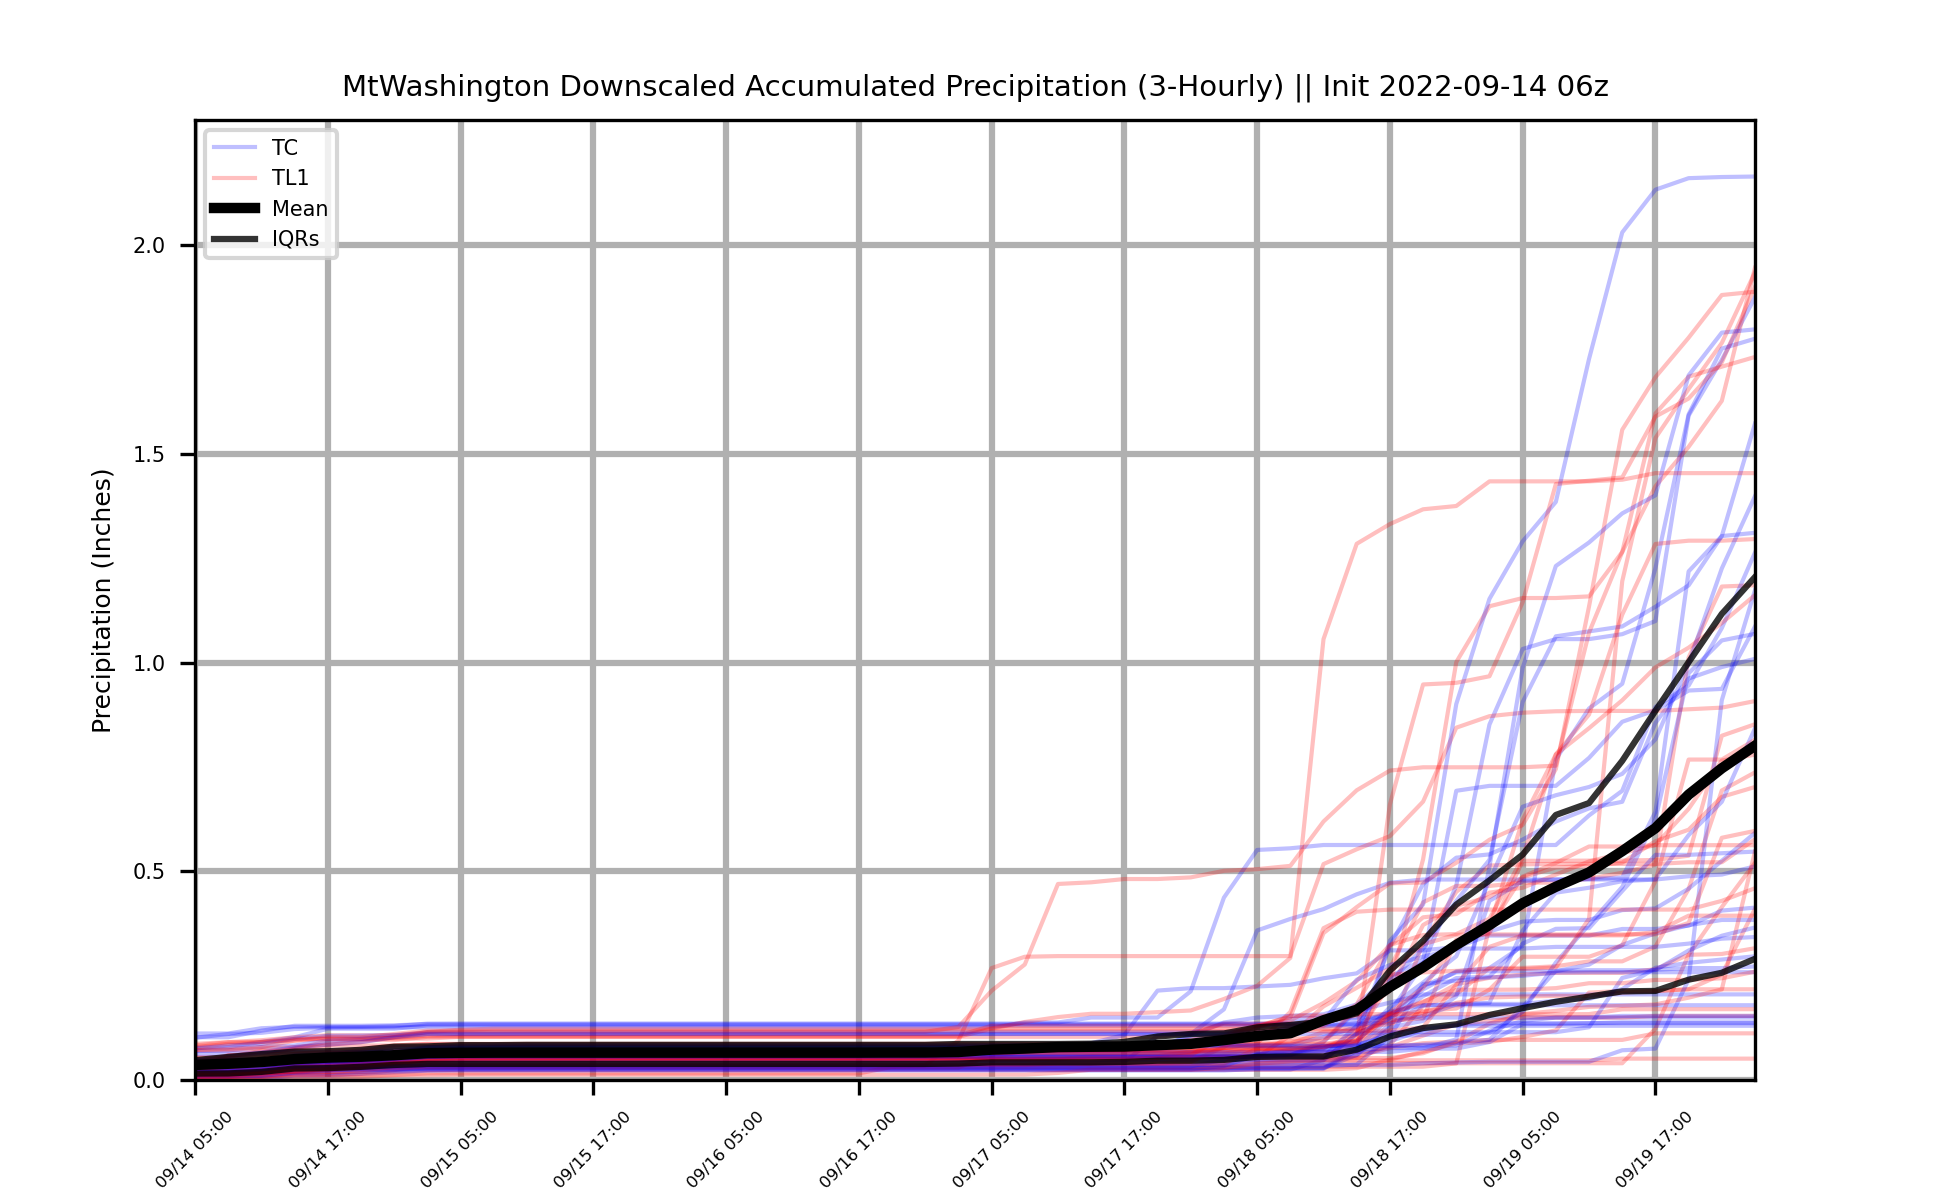 MtWashington Downscaled Accumulated Precipitation (3-Hourly) || Init 2022-09-14 06z
TC
TL1
Mean
IQRs
Precipitation (Inches)
2.0
1.5
1.0
0.5
0.0
09/14 05:00
09/14 17:00
09/15 05:00
09/15 17:00
09/16 05:00
09/16 17:00
09/17 05:00
09/17 17:00
09/18 05:00
09/18 17:00
09/19 05:00
09/19 17:00